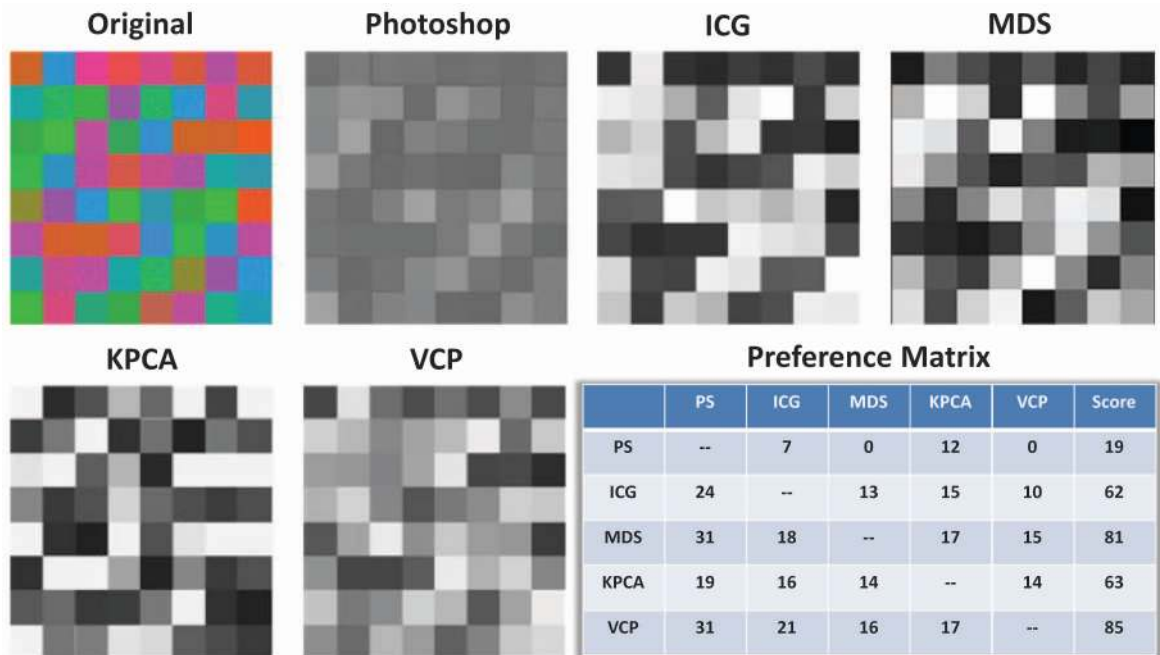 Original Photoshop ICG MDS
KPCA VCP Preference Matrix
PS ICG MDS KPCA VCP Score
PS -- 7 0 12 0 19
ICG 24 -- 13 15 10 62
MDS 31 18 -- 17 15 81
KPCA 19 16 14 -- 14 63
VCP 31 21 16 17 -- 85